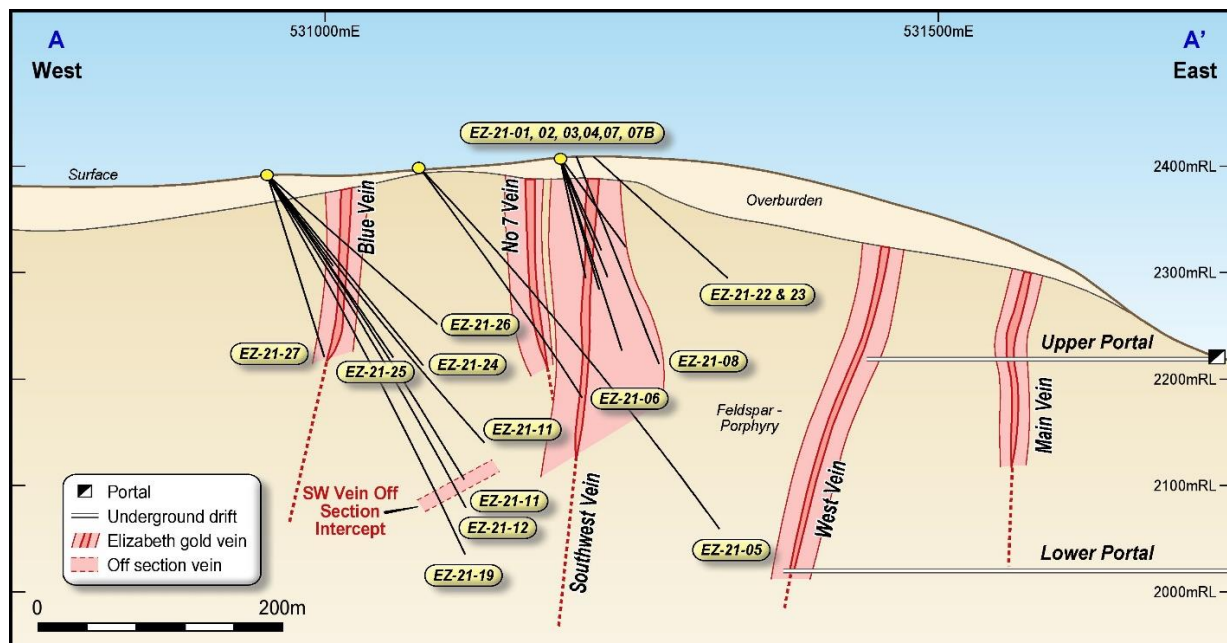 A
531000mE
531500mE
A’
West
East
EZ-21-01, 02, 03,04,07, 07B
2400mRL
Surface
Overburden
Blue Vein
No 7 Vein
2300mRL
EZ-21-22 & 23
EZ-21-26
EZ-21-27
EZ-21-24
EZ-21-25
EZ-21-08
Upper Portal
2200mRL
EZ-21-06
Feldspar -
Porphyry
Main Vein
EZ-21-11
SW Vein Off
Section
Intercept
EZ-21-11
EZ-21-12
Southwest Vein
West Vein
2100mRL
EZ-21-05
Lower Portal
EZ-21-19
2000mRL
Portal
Underground drift
Elizabeth gold vein
Off section vein
0
200m